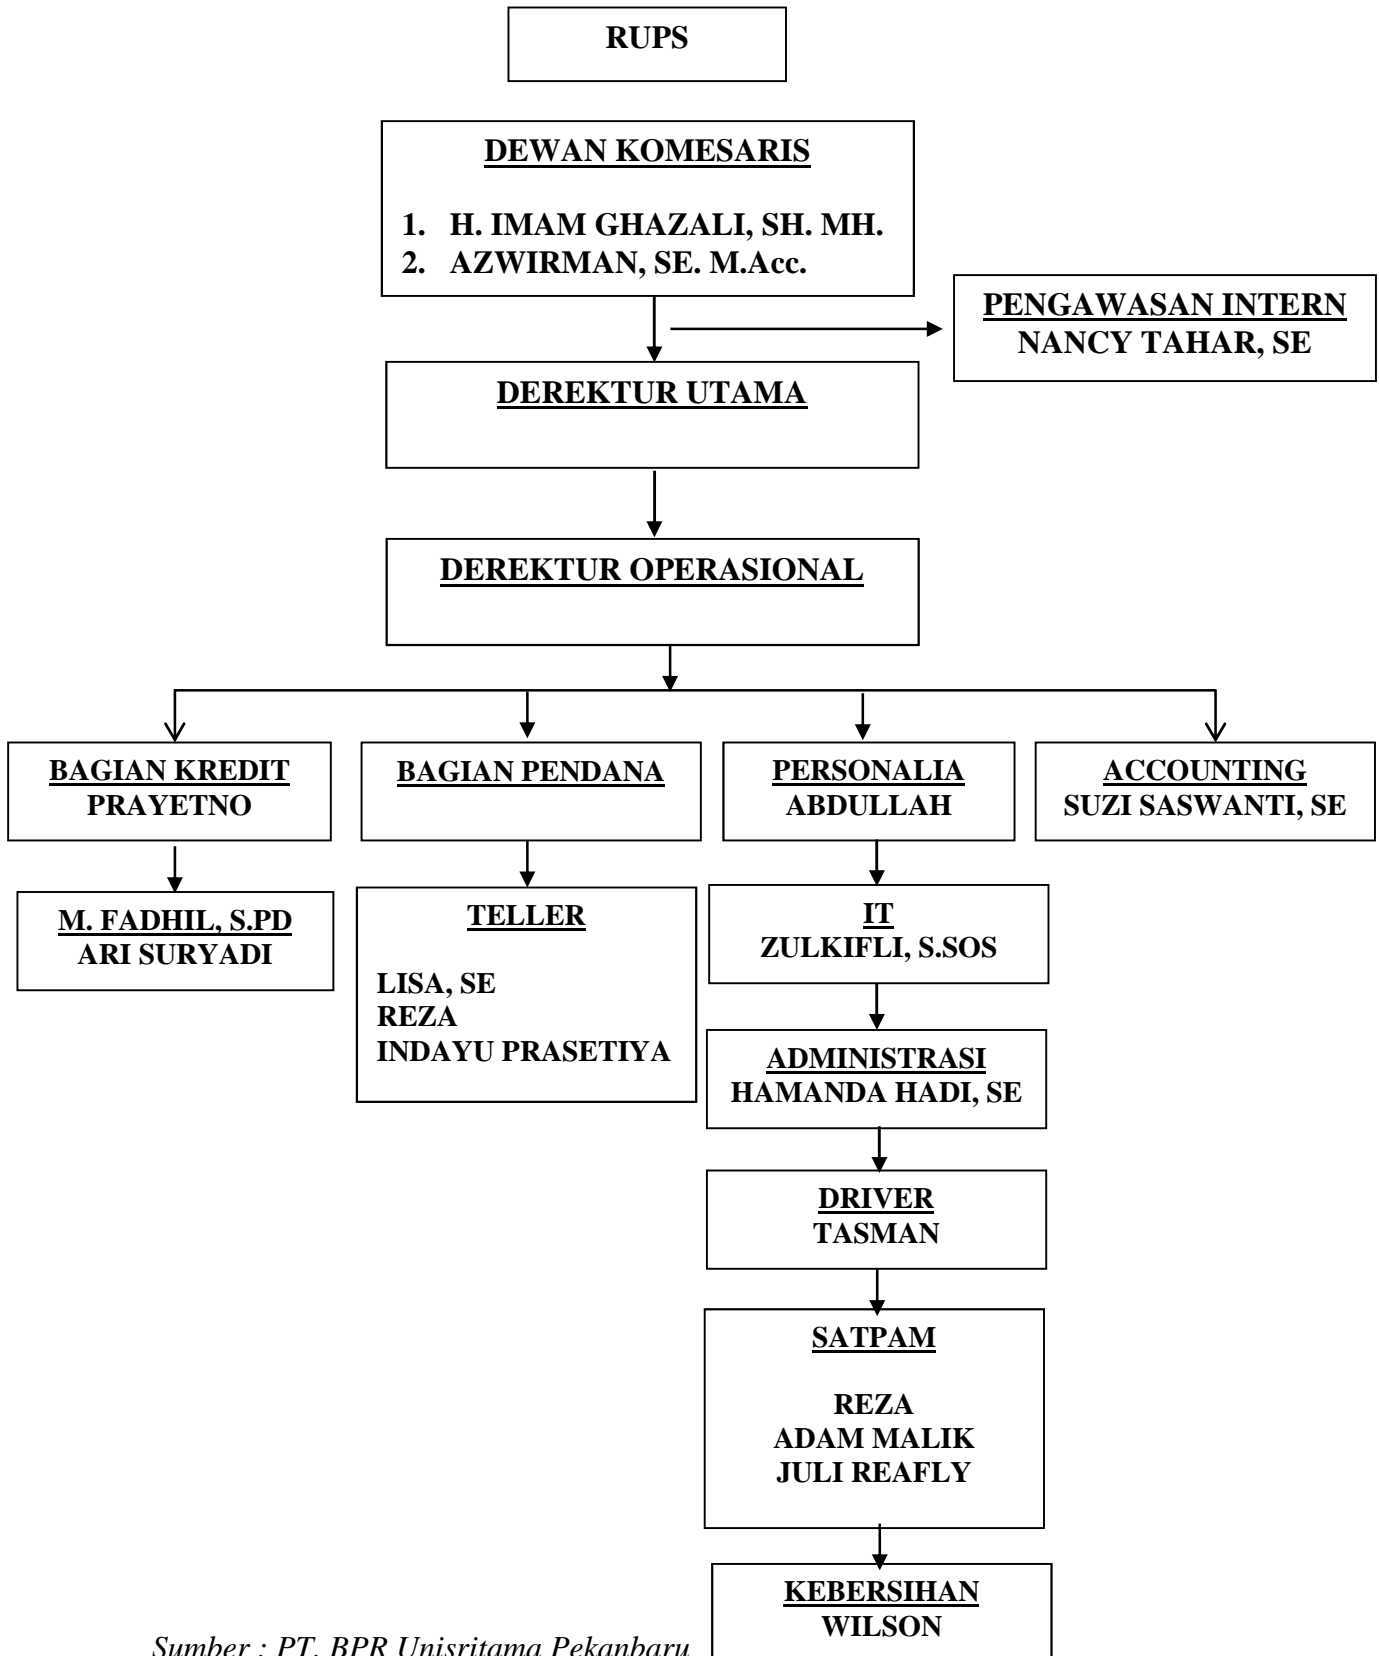 RUPS
DEWAN KOMESARIS
1. H. IMAM GHAZALI, SH. MH.
2. AZWIRMAN, SE. M.Acc.
PENGAWASAN INTERN
NANCY TAHAR, SE
DEREKTUR UTAMA
DEREKTUR OPERASIONAL
BAGIAN KREDIT
PRAYETNO
BAGIAN PENDANA
PERSONALIA
ABDULLAH
ACCOUNTING
SUZI SASWANTI, SE
M. FADHIL, S.PD
ARI SURYADI
TELLER
LISA, SE
REZA
INDAYU PRASETIYA
IT
ZULKIFLI, S.SOS
ADMINISTRASI
HAMANDA HADI, SE
DRIVER
TASMAN
SATPAM
REZA
ADAM MALIK
JULI REAFLY
KEBERSIHAN
WILSON
Sumber : PT. BPR Unisritama Pekanbaru